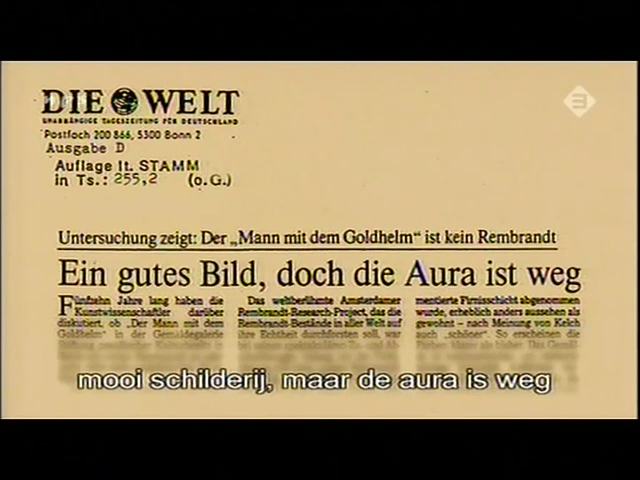 DIE WELT
UNABHÄNGIGE TAGESZEITUNG FÜR DEUTSCHLAND
Postfach 200 866, 5300 Bonn 2
Ausgabe D
Auflage lt. STAMM
in Ts.: 255,2 (o.G.)
3
Untersuchung zeigt: Der „Mann mit dem Goldhelm“ ist kein Rembrandt
Ein gutes Bild, doch die Aura ist weg
Fünfzehn Jahre lang haben die
Kunstwissenschaftler darüber
diskutiert, ob „Der Mann mit dem
Goldhelm“ in der Gemäldegalerie
Das weltberühmte Amsterdamer
Rembrandt-Research-Project, das die
Rembrandt-Bestände in aller Welt auf
ihre Echtheit durchforsten soll, war
mentierte Firnisschicht abgenommen
wurde, erheblich anders aussehen als
gewohnt – nach Meinung von Kelch
auch „schöner“. So erscheinen die
mooi schilderij, maar de aura is weg